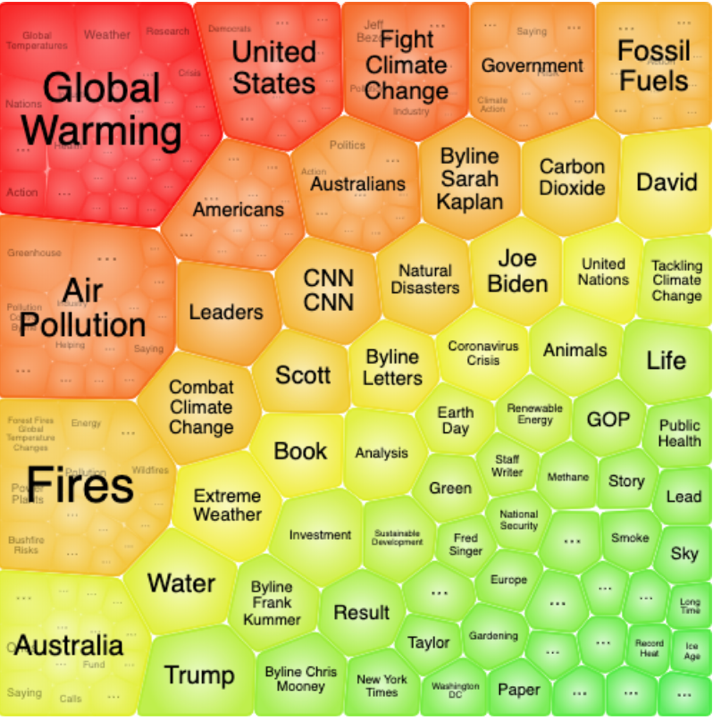 Global
Temperatures
Weather
Research
Crisis
Nations
Global
Warming
Action
...
Democrats
United
States
Jeff
Fight
Climate
Change
Industry
Saying
Government
Climate
Action
Fossil
Fuels
Americans
Politics
Action
Australians
Byline
Sarah
Kaplan
Carbon
Dioxide
David
Greenhouse
...
Air
Pollution
Helping
Saying
Leaders
CNN
CNN
Natural
Disasters
Joe
Biden
United
Nations
Tackling
Climate
Change
Combat
Climate
Change
Scott
Byline
Letters
Coronavirus
Crisis
Animals
Life
Forest Fires
Global
Temperature
Changes
Energy
...
Fires
Pollution
Wildfires
Bushfire
Risks
Book
Analysis
Earth
Day
Renewable
Energy
GOP
Public
Health
Extreme
Weather
Green
Staff
Writer
Methane
Story
Lead
Investment
Sustainable
Development
Fred
Singer
National
Security
...
Smoke
Sky
...
Australia
Fund
Saying
Calls
...
Water
Byline
Frank
Kummer
Result
...
Europe
...
...
...
Long
Time
Trump
Byline Chris
Mooney
New York
Times
Taylor
Gardening
Washington
DC
Paper
...
...
Record
Heat
Ice
Age
...
...
...